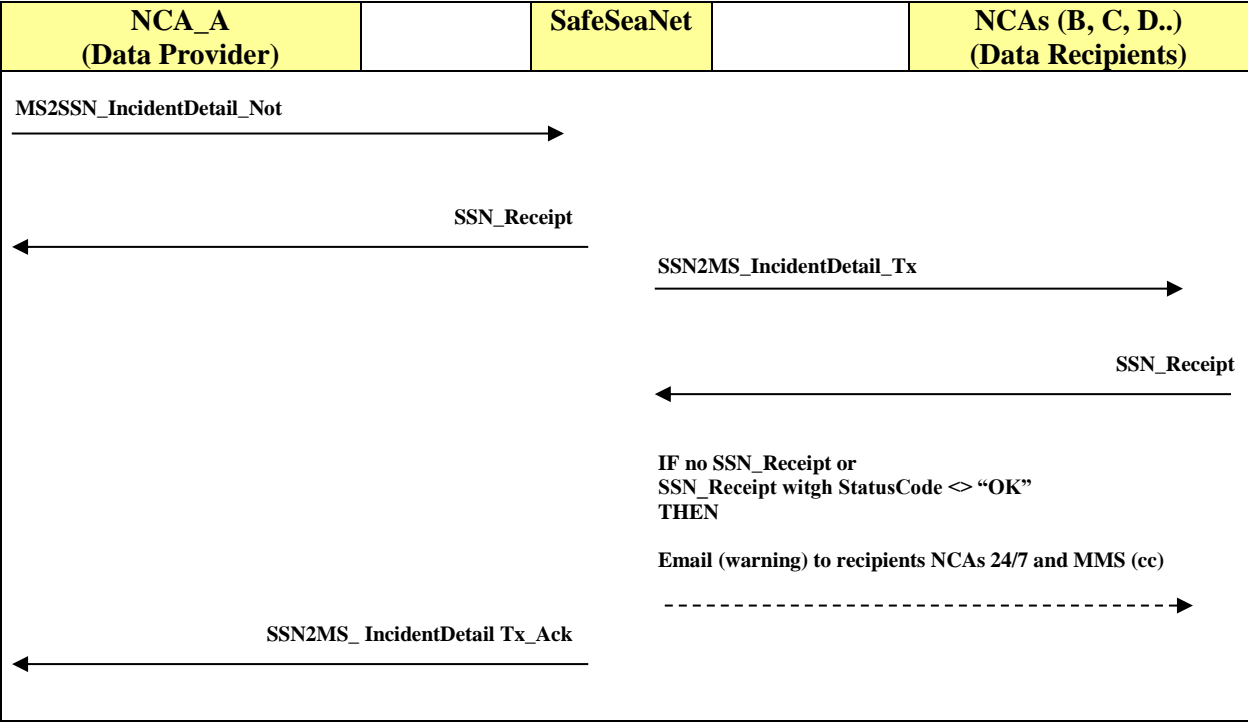 NCA_A
(Data Provider)
SafeSeaNet
NCAs (B, C, D..)
(Data Recipients)
MS2SSN_IncidentDetail_Not
SSN_Receipt
SSN2MS_IncidentDetail_Tx
SSN_Receipt
IF no SSN_Receipt or
SSN_Receipt witgh StatusCode <> “OK”
THEN
Email (warning) to recipients NCAs 24/7 and MMS (cc)
SSN2MS_ IncidentDetail Tx_Ack